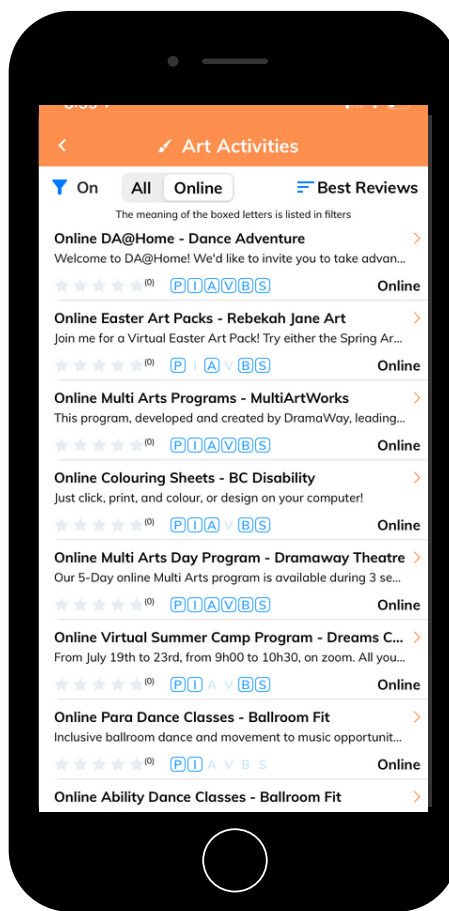 Art Activities
On All Online Best Reviews
The meaning of the boxed letters is listed in filters
Online DA@Home - Dance Adventure
Welcome to DA@Home! We'd like to invite you to take advan...
(0) P I A V B S Online
Online Easter Art Packs - Rebekah Jane Art
Join me for a Virtual Easter Art Pack! Try either the Spring Ar...
(0) P I A V B S Online
Online Multi Arts Programs - MultiArtWorks
This program, developed and created by DramaWay, leading...
(0) P I A V B S Online
Online Colouring Sheets - BC Disability
Just click, print, and colour, or design on your computer!
(0) P I A V B S Online
Online Multi Arts Day Program - Dramaway Theatre
Our 5-Day online Multi Arts program is available during 3 se...
(0) P I A V B S Online
Online Virtual Summer Camp Program - Dreams C...
From July 19th to 23rd, from 9h00 to 10h30, on zoom. All you...
(0) P I A V B S Online
Online Para Dance Classes - Ballroom Fit
Inclusive ballroom dance and movement to music opportunit...
(0) P I A V B S Online
Online Ability Dance Classes - Ballroom Fit